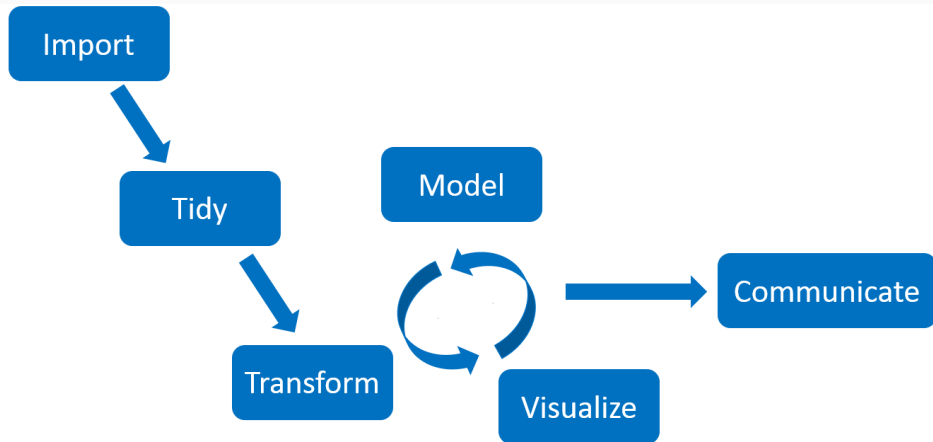 Import
Tidy
Transform
Model
Visualize
Communicate